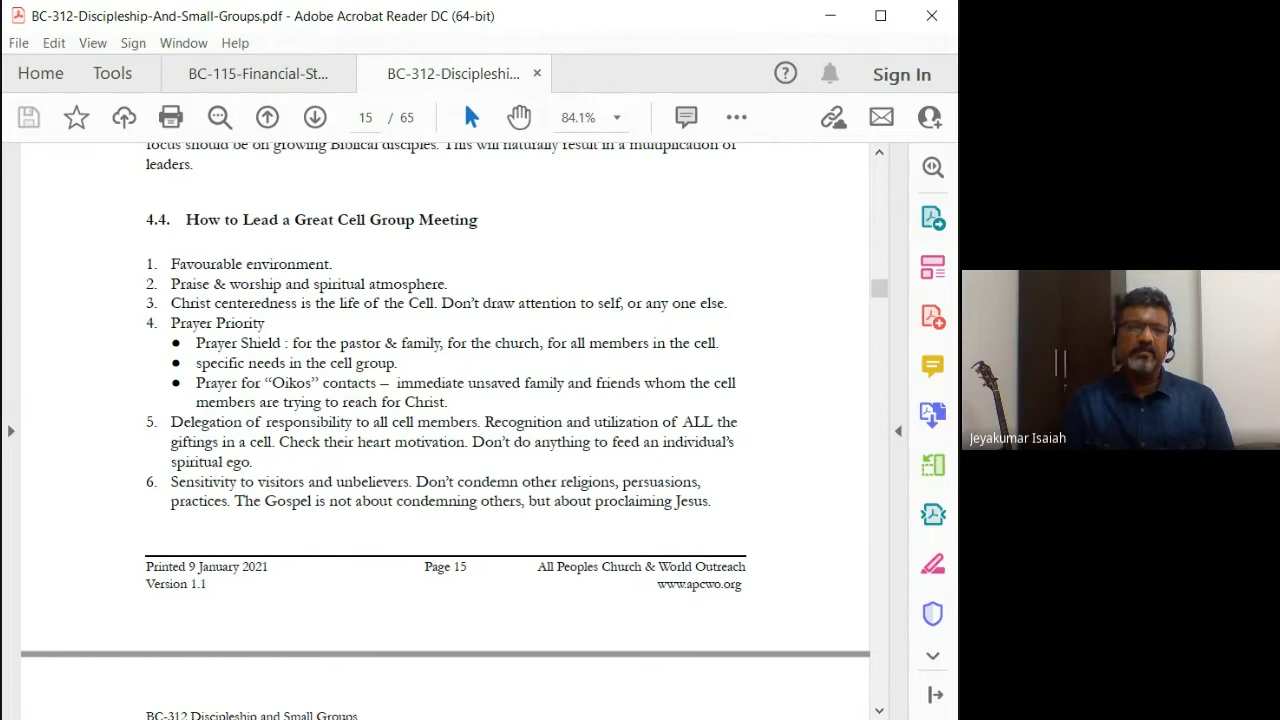 BC-312-Discipleship-And-Small-Groups.pdf - Adobe Acrobat Reader DC (64-bit)
File Edit View Sign Window Help
Home Tools BC-115-Financial-St... BC-312-Discipleshi... Sign In
15 / 65 84.1%
focus should be on growing Biblical disciples. This will naturally result in a multiplication of
leaders.
4.4. How to Lead a Great Cell Group Meeting
1. Favourable environment.
2. Praise & worship and spiritual atmosphere.
3. Christ centeredness is the life of the Cell. Don't draw attention to self, or any one else.
4. Prayer Priority
● Prayer Shield : for the pastor & family, for the church, for all members in the cell.
● specific needs in the cell group.
● Prayer for “Oikos” contacts – immediate unsaved family and friends whom the cell
members are trying to reach for Christ.
5. Delegation of responsibility to all cell members. Recognition and utilization of ALL the
giftings in a cell. Check their heart motivation. Don't do anything to feed an individual's
spiritual ego.
6. Sensitivity to visitors and unbelievers. Don't condemn other religions, persuasions,
practices. The Gospel is not about condemning others, but about proclaiming Jesus.
Printed 9 January 2021 Page 15 All Peoples Church & World Outreach
Version 1.1 www.apcwo.org
BC-312 Discipleship and Small Groups
Jeyakumar Isaiah